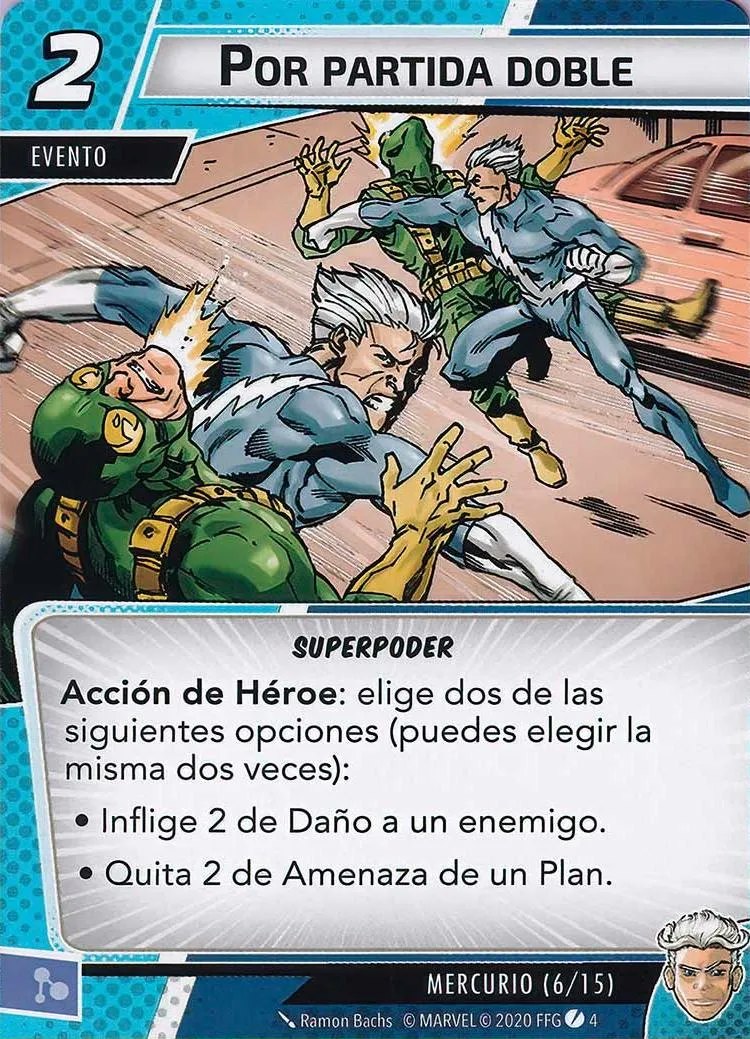 2
POR PARTIDA DOBLE
EVENTO
SUPERPODER
Acción de Héroe: elige dos de las
siguientes opciones (puedes elegir la
misma dos veces):
• Inflige 2 de Daño a un enemigo.
• Quita 2 de Amenaza de un Plan.
MERCURIO (6/15)
Ramon Bachs © MARVEL © 2020 FFG 4